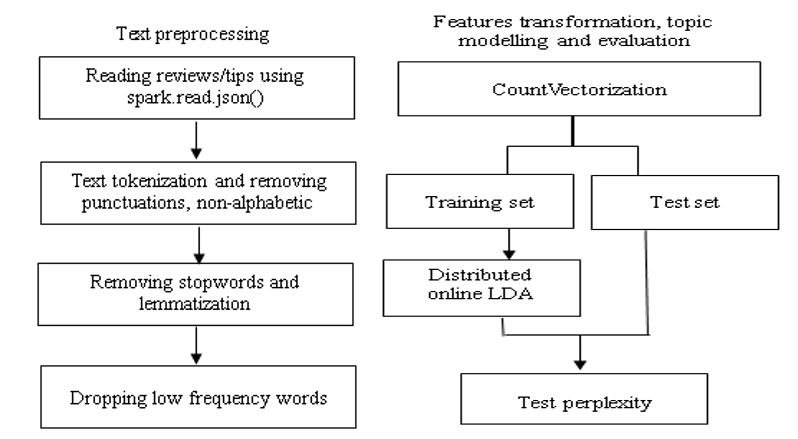 Text preprocessing
Reading reviews/tips using
spark.read.json()
Text tokenization and removing
punctuations, non-alphabetic
Removing stopwords and
lemmatization
Dropping low frequency words
Features transformation, topic
modelling and evaluation
CountVectorization
Training set
Test set
Distributed
online LDA
Test perplexity